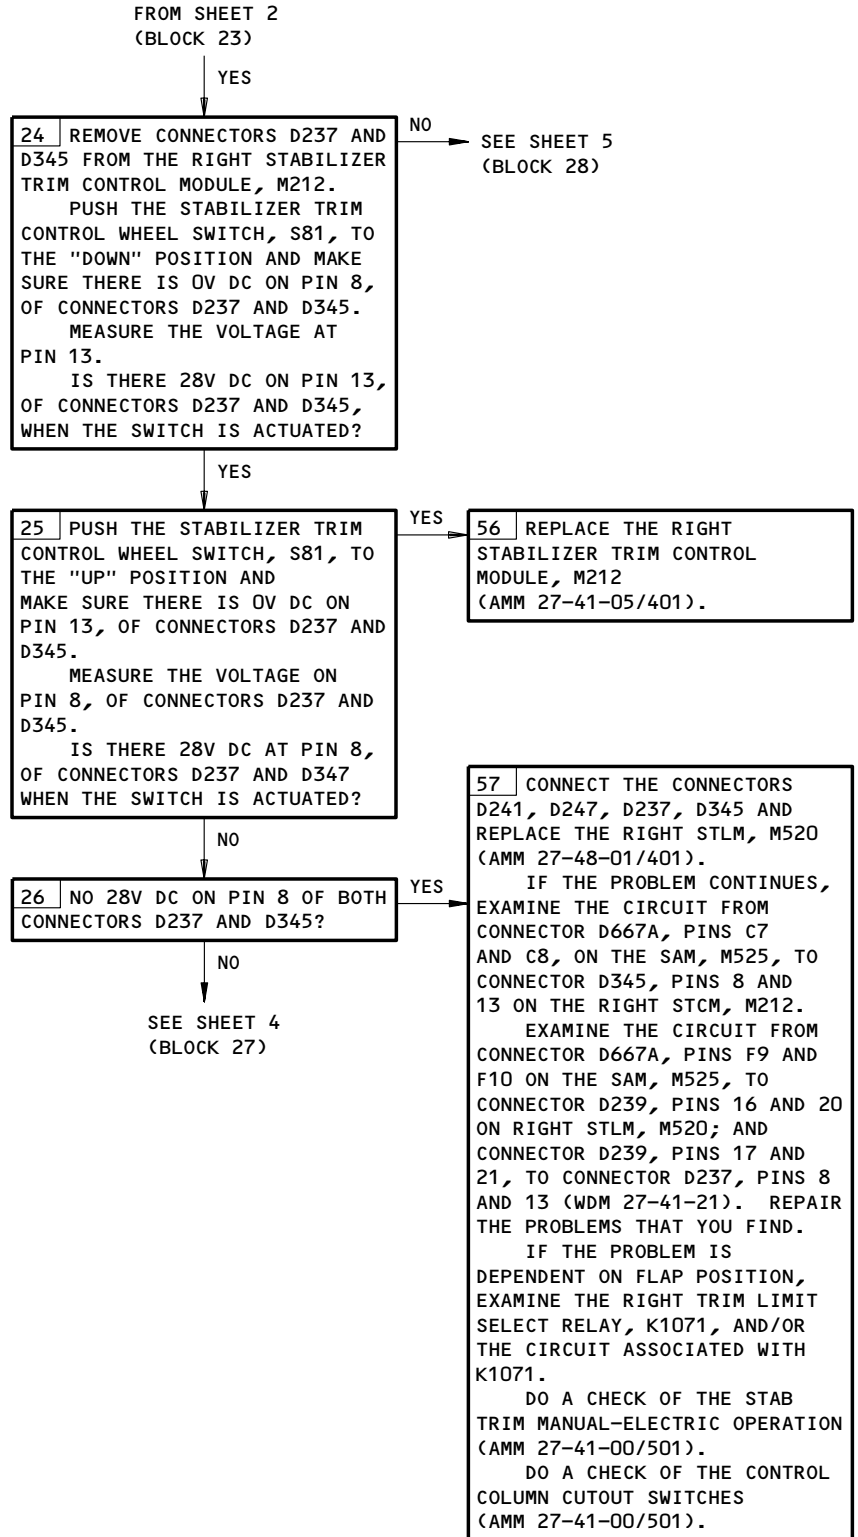 FROM SHEET 2
(BLOCK 23)
YES
24 REMOVE CONNECTORS D237 AND
D345 FROM THE RIGHT STABILIZER
TRIM CONTROL MODULE, M212.
PUSH THE STABILIZER TRIM
CONTROL WHEEL SWITCH, S81, TO
THE "DOWN" POSITION AND MAKE
SURE THERE IS 0V DC ON PIN 8,
OF CONNECTORS D237 AND D345.
MEASURE THE VOLTAGE AT
PIN 13.
IS THERE 28V DC ON PIN 13,
OF CONNECTORS D237 AND D345,
WHEN THE SWITCH IS ACTUATED?
NO
SEE SHEET 5
(BLOCK 28)
YES
25 PUSH THE STABILIZER TRIM
CONTROL WHEEL SWITCH, S81, TO
THE "UP" POSITION AND
MAKE SURE THERE IS 0V DC ON
PIN 13, OF CONNECTORS D237 AND
D345.
MEASURE THE VOLTAGE ON
PIN 8, OF CONNECTORS D237 AND
D345.
IS THERE 28V DC AT PIN 8,
OF CONNECTORS D237 AND D347
WHEN THE SWITCH IS ACTUATED?
YES
56 REPLACE THE RIGHT
STABILIZER TRIM CONTROL
MODULE, M212
(AMM 27-41-05/401).
NO
26 NO 28V DC ON PIN 8 OF BOTH
CONNECTORS D237 AND D345?
YES
57 CONNECT THE CONNECTORS
D241, D247, D237, D345 AND
REPLACE THE RIGHT STLM, M520
(AMM 27-48-01/401).
IF THE PROBLEM CONTINUES,
EXAMINE THE CIRCUIT FROM
CONNECTOR D667A, PINS C7
AND C8, ON THE SAM, M525, TO
CONNECTOR D345, PINS 8 AND
13 ON THE RIGHT STCM, M212.
EXAMINE THE CIRCUIT FROM
CONNECTOR D667A, PINS F9 AND
F10 ON THE SAM, M525, TO
CONNECTOR D239, PINS 16 AND 20
ON RIGHT STLM, M520; AND
CONNECTOR D239, PINS 17 AND
21, TO CONNECTOR D237, PINS 8
AND 13 (WDM 27-41-21). REPAIR
THE PROBLEMS THAT YOU FIND.
IF THE PROBLEM IS
DEPENDENT ON FLAP POSITION,
EXAMINE THE RIGHT TRIM LIMIT
SELECT RELAY, K1071, AND/OR
THE CIRCUIT ASSOCIATED WITH
K1071.
DO A CHECK OF THE STAB
TRIM MANUAL-ELECTRIC OPERATION
(AMM 27-41-00/501).
DO A CHECK OF THE CONTROL
COLUMN CUTOUT SWITCHES
(AMM 27-41-00/501).
NO
SEE SHEET 4
(BLOCK 27)